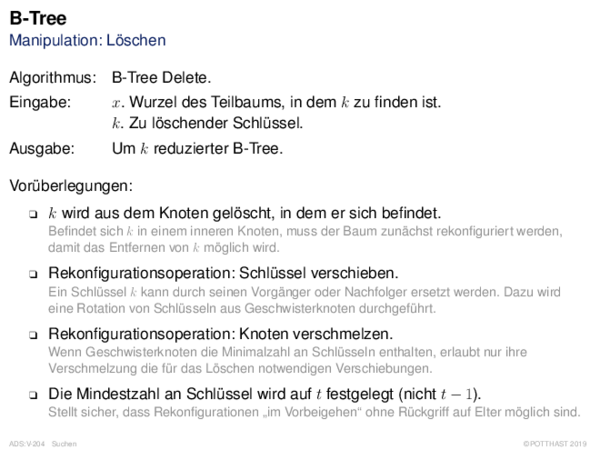 B-Tree
Manipulation: Löschen
Algorithmus: B-Tree Delete.
Eingabe: x. Wurzel des Teilbaums, in dem k zu finden ist.
k. Zu löschender Schlüssel.
Ausgabe: Um k reduzierter B-Tree.
Vorüberlegungen:
❑ k wird aus dem Knoten gelöscht, in dem er sich befindet.
Befindet sich k in einem inneren Knoten, muss der Baum zunächst rekonfiguriert werden,
damit das Entfernen von k möglich wird.
❑ Rekonfigurationsoperation: Schlüssel verschieben.
Ein Schlüssel k kann durch seinen Vorgänger oder Nachfolger ersetzt werden. Dazu wird
eine Rotation von Schlüsseln aus Geschwisterknoten durchgeführt.
❑ Rekonfigurationsoperation: Knoten verschmelzen.
Wenn Geschwisterknoten die Minimalzahl an Schlüsseln enthalten, erlaubt nur ihre
Verschmelzung die für das Löschen notwendigen Verschiebungen.
❑ Die Mindestzahl an Schlüssel wird auf t festgelegt (nicht t − 1).
Stellt sicher, dass Rekonfigurationen „im Vorbeigehen“ ohne Rückgriff auf Elter möglich sind.
ADS:V-204 Suchen © POTTHAST 2019